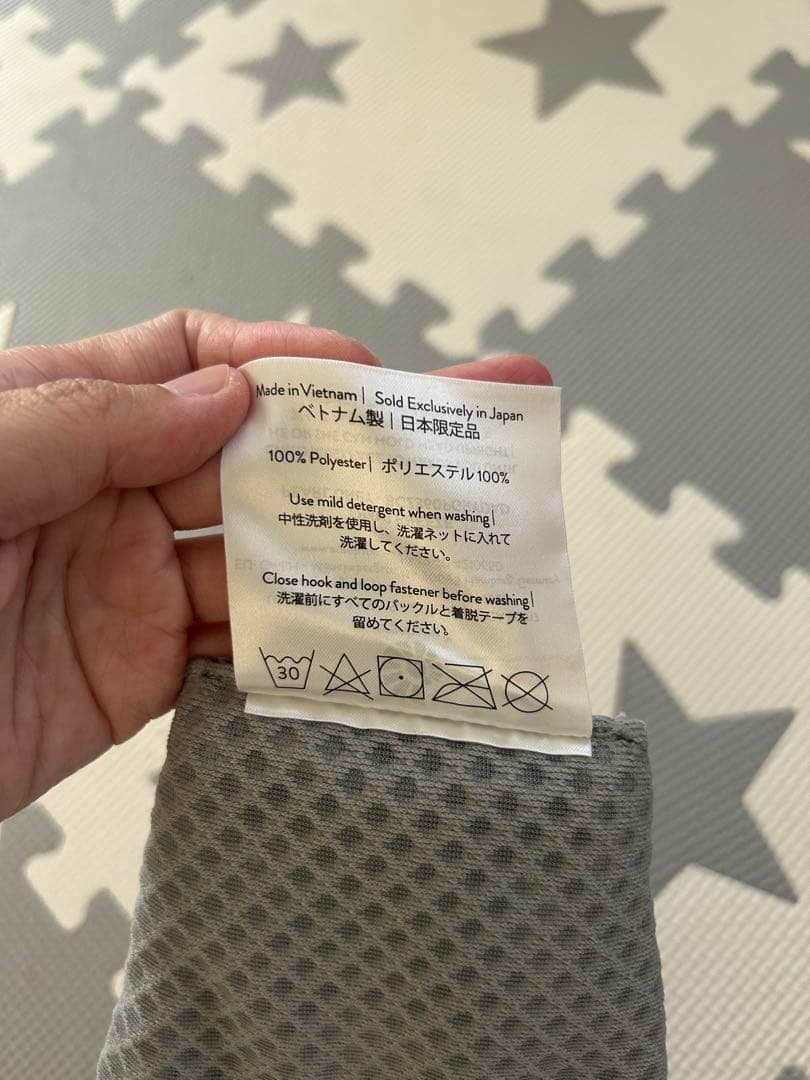 Made in Vietnam | Sold Exclusively in Japan
ベトナム製 | 日本限定品
100% Polyester | ポリエステル100%
Use mild detergent when washing |
中性洗剤を使用し、洗濯ネットに入れて
洗濯してください。
Close hook and loop fastener before washing |
洗濯前にすべてのバックルと着脱テープを
留めてください。
30